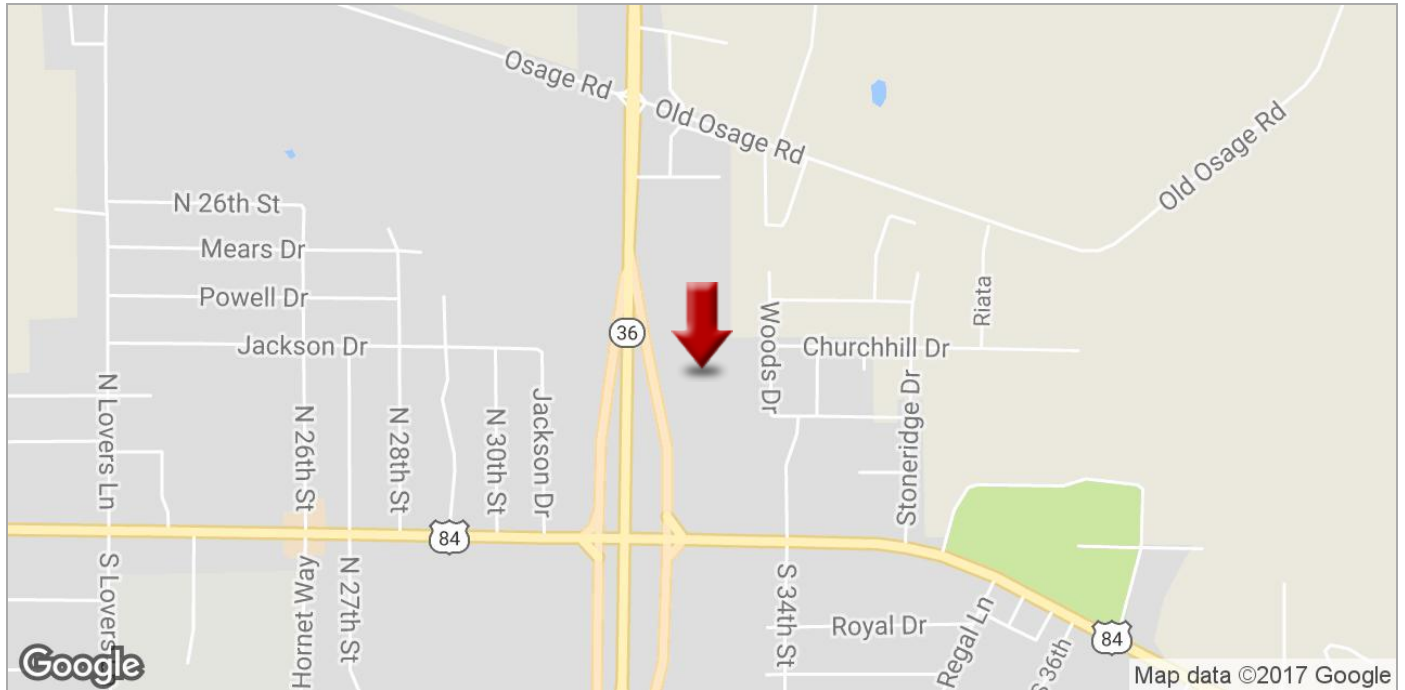 Osage Rd
Old Osage Rd
Old Osage Rd
N 26th St
Mears Dr
Powell Dr
Jackson Dr
36
Riata
Churchhill Dr
Woods Dr
N Lovers Ln
N 26th St
N 28th St
N 30th St
Jackson Dr
Stoneridge Dr
84
S Lovers
Hornet Way
N 27th St
S 34th St
Royal Dr
Regal Ln
S 36th
84
Google
Map data ©2017 Google